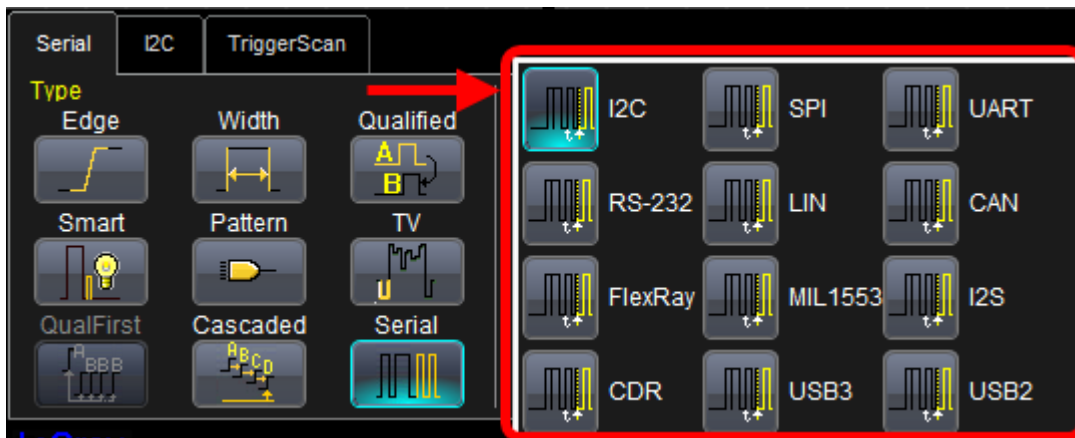 Serial I2C TriggerScan
Type
Edge Width Qualified
A
B
Smart Pattern TV
U
QualFirst Cascaded Serial
A BBB
A B C D
I2C SPI UART
RS-232 LIN CAN
FlexRay MIL1553 I2S
CDR USB3 USB2